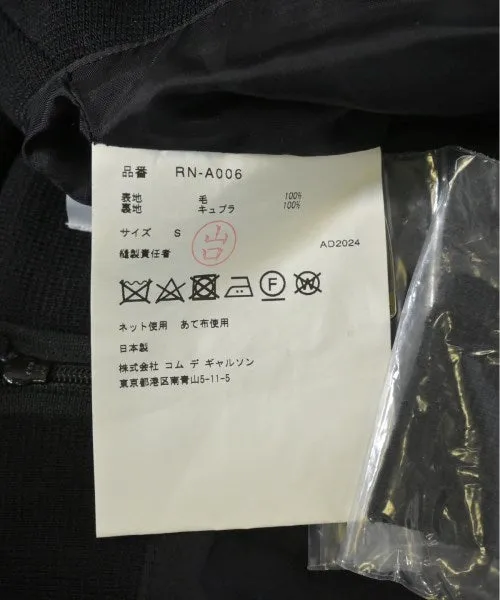 品番 RN-A006
表地 毛 100%
裏地 キュプラ 100%
サイズ S
山口
縫製責任者
AD2024
F
W
ネット使用 あて布使用
日本製
株式会社 コム デ ギャルソン
東京都港区南青山5-11-5